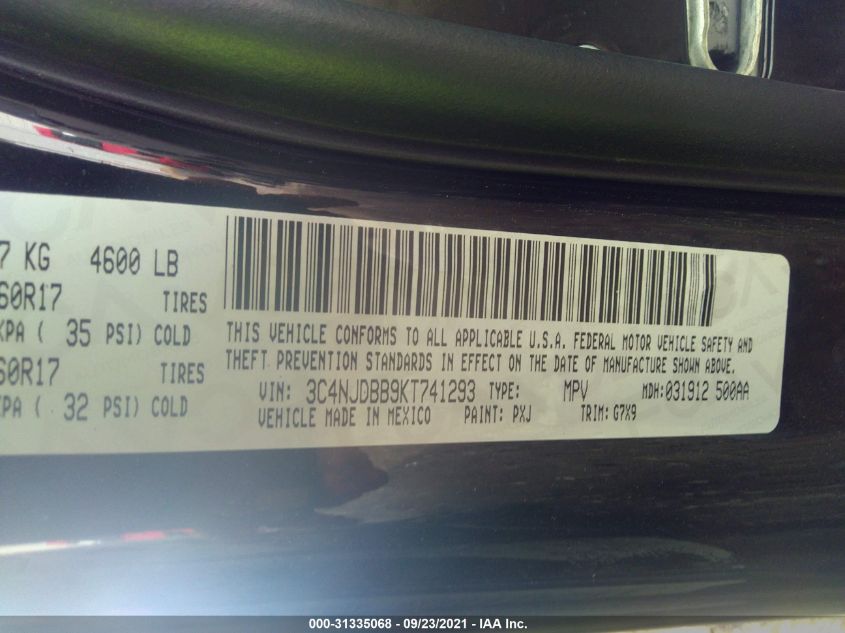 7 KG 4600 LB
60R17 TIRES
KPA ( 35 PSI) COLD
60R17 TIRES
PA ( 32 PSI) COLD
THIS VEHICLE CONFORMS TO ALL APPLICABLE U.S.A. FEDERAL MOTOR VEHICLE SAFETY AND
THEFT PREVENTION STANDARDS IN EFFECT ON THE DATE OF MANUFACTURE SHOWN ABOVE.
VIN: 3C4NJDBB9KT741293 TYPE: MPV MDH: 031912 500AA
VEHICLE MADE IN MEXICO PAINT: PXJ TRIM: G7X9
000-31335068 - 09/23/2021 - IAA Inc.